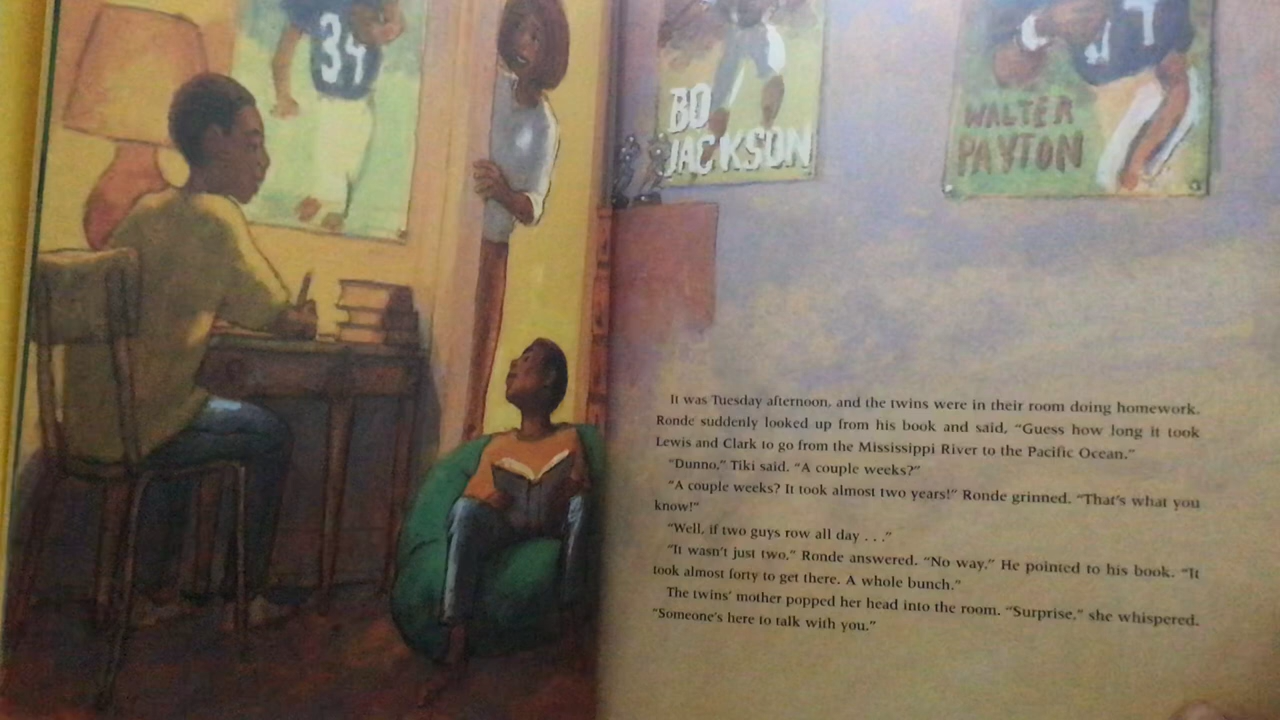 34
BO
JACKSON
WALTER
PAYTON
It was Tuesday afternoon, and the twins were in their room doing homework.
Ronde suddenly looked up from his book and said, “Guess how long it took
Lewis and Clark to go from the Mississippi River to the Pacific Ocean.”
“Dunno,” Tiki said. “A couple weeks?”
“A couple weeks? It took almost two years!” Ronde grinned. “That’s what you
know!”
“Well, if two guys row all day . . .”
“It wasn’t just two,” Ronde answered. “No way.” He pointed to his book. “It
took almost forty to get there. A whole bunch.”
The twins’ mother popped her head into the room. “Surprise,” she whispered.
“Someone’s here to talk with you.”